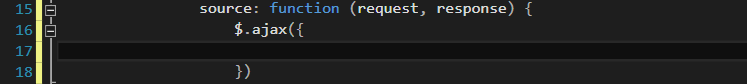 15 source: function (request, response) {
16 $.ajax({
17
18 })